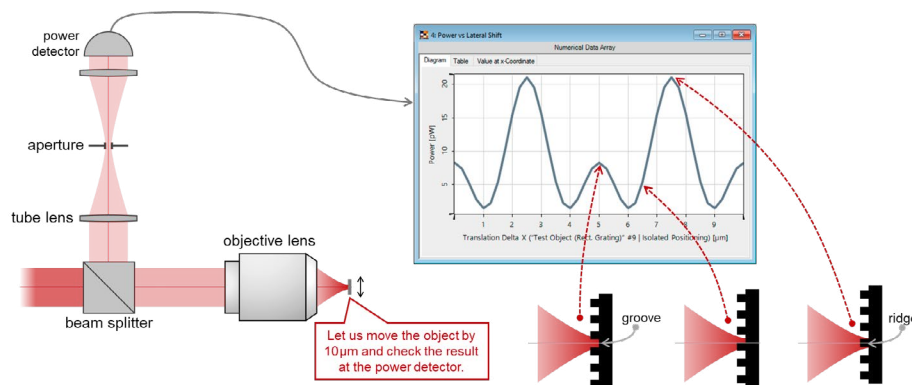 power
detector
aperture
tube lens
beam splitter
objective lens
Let us move the object by
10µm and check the result
at the power detector.
4: Power vs Lateral Shift
Numerical Data Array
Diagram Table Value at x-Coordinate
Power [pW]
20
15
10
5
0 1 2 3 4 5 6 7 8 9
Translation Delta X ("Test Object (Rect. Grating)" #9 | Isolated Positioning) [µm]
groove
ridge